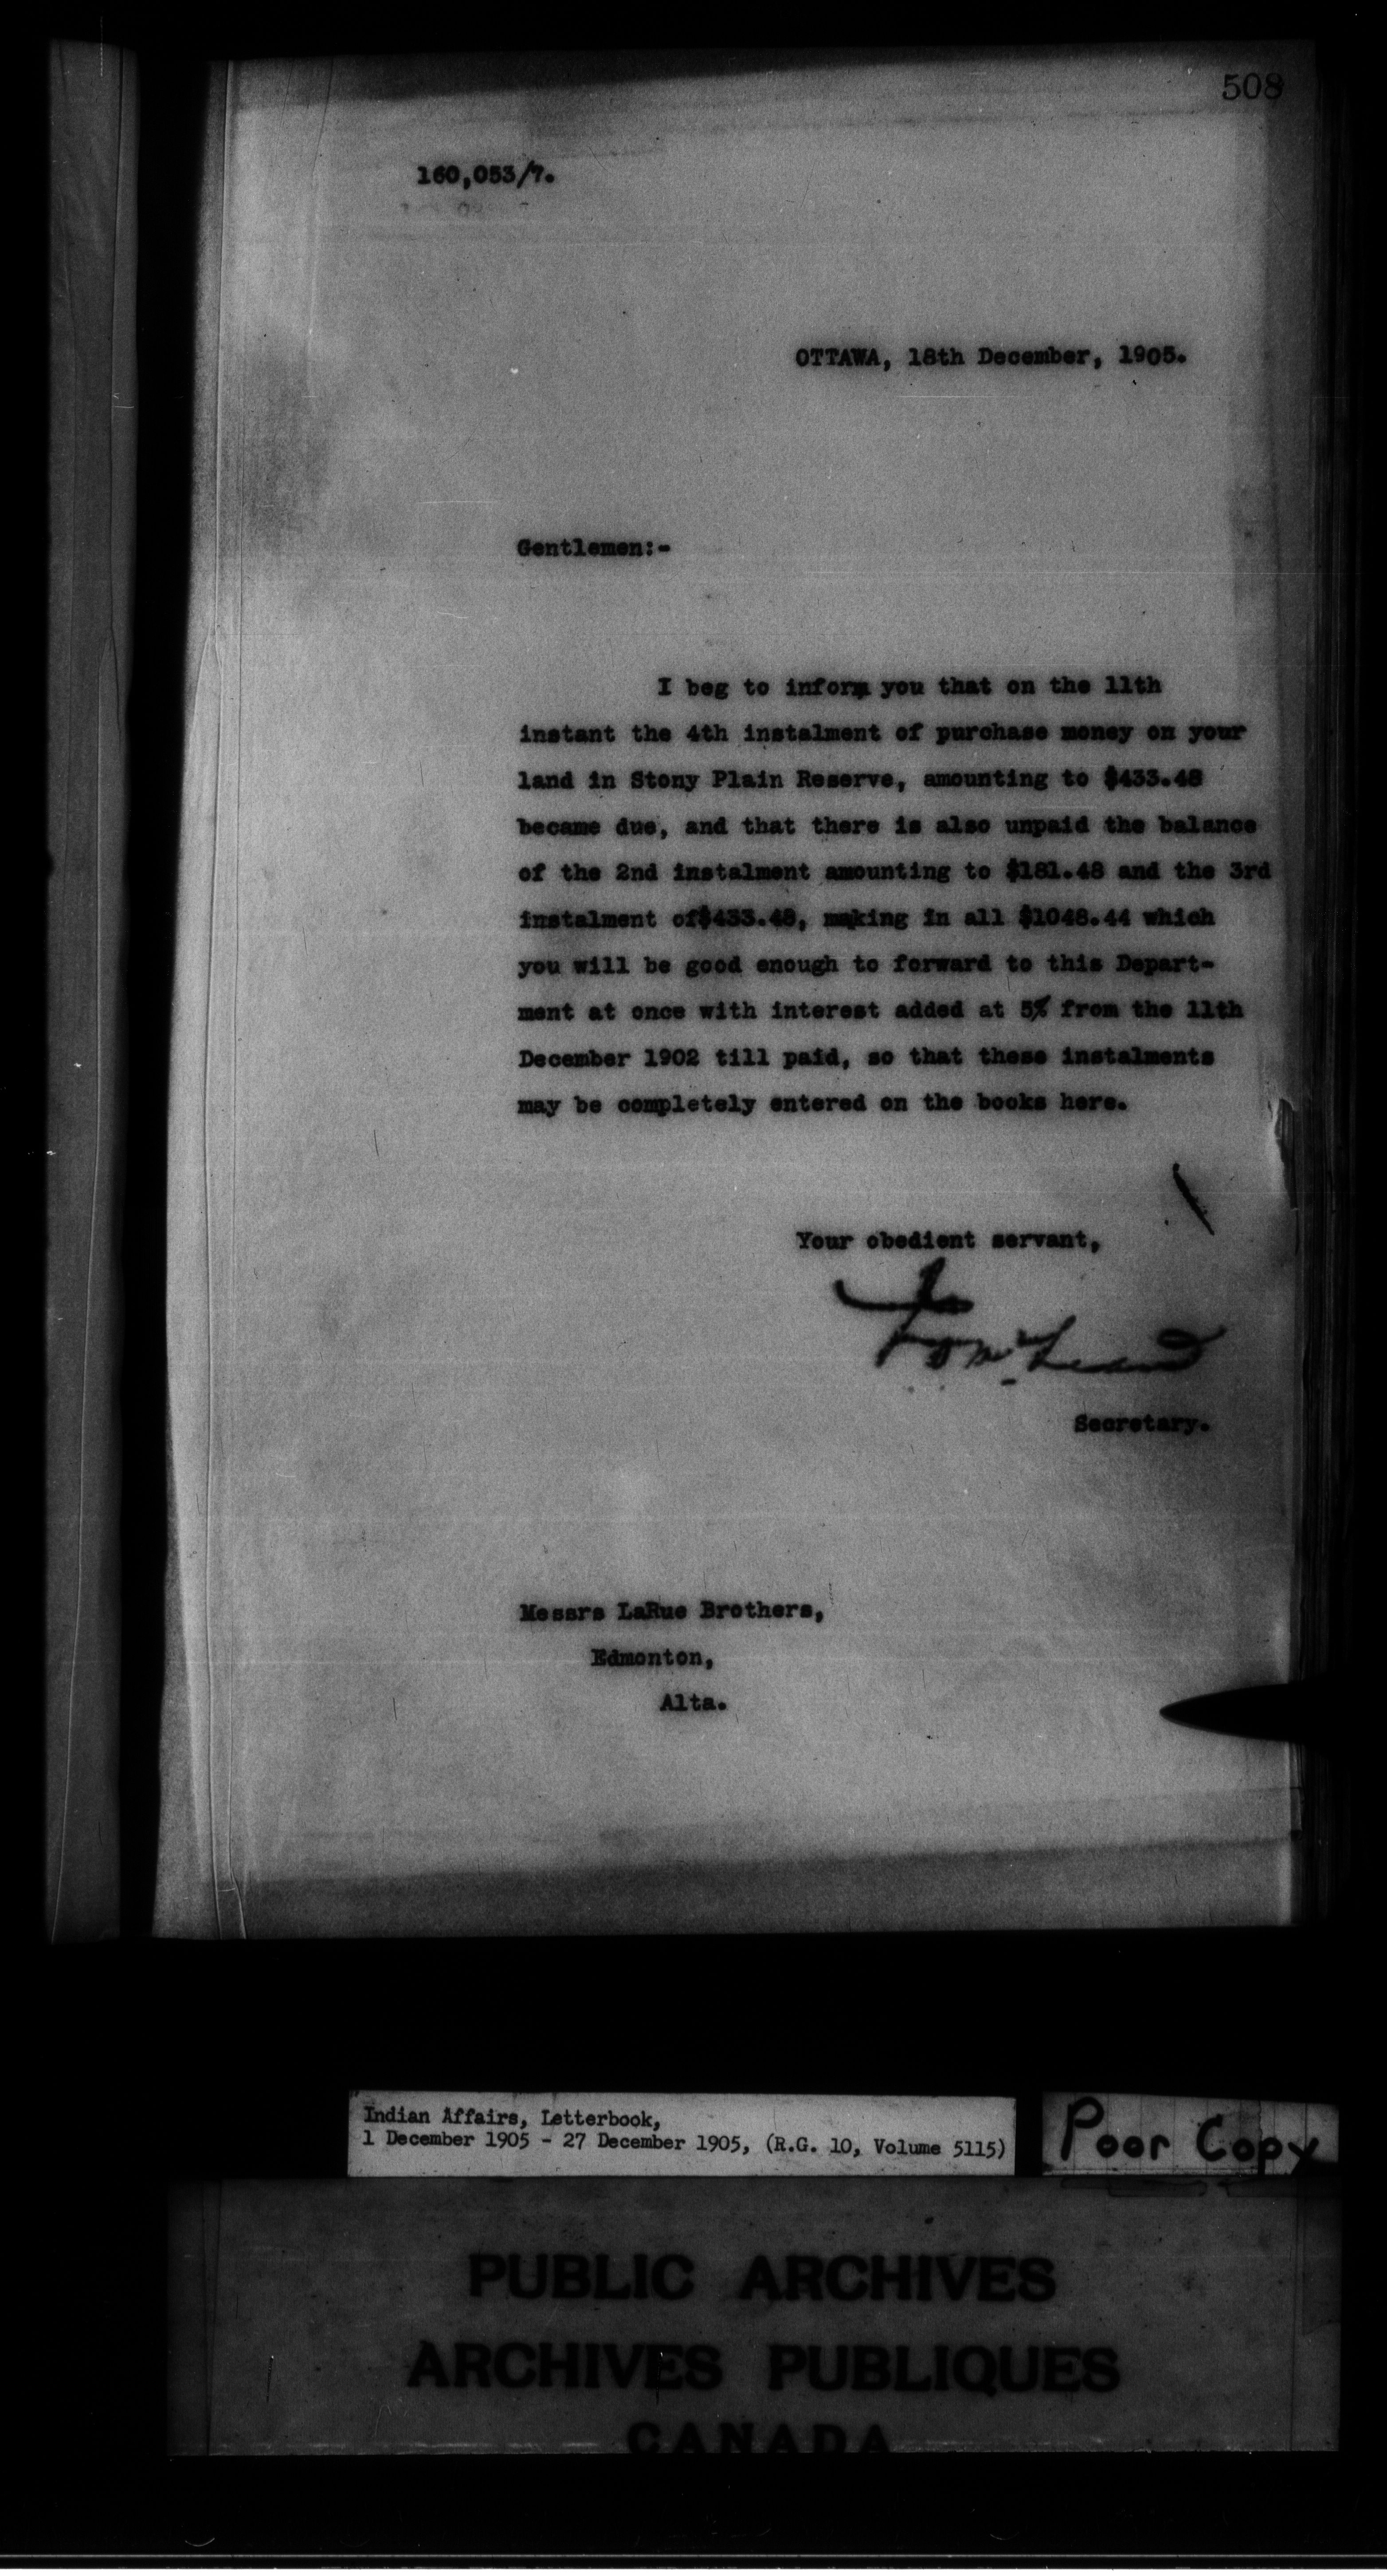 508
160,053/7.
OTTAWA, 18th December, 1905.
Gentlemen:-
I beg to inform you that on the 11th
instant the 4th instalment of purchase money on your
land in Stony Plain Reserve, amounting to $433.48
became due, and that there is also unpaid the balance
of the 2nd instalment amounting to $181.48 and the 3rd
instalment of$433.48, making in all $1048.44 which
you will be good enough to forward to this Depart-
ment at once with interest added at 5% from the 11th
December 1902 till paid, so that these instalments
may be completely entered on the books here.
Your obedient servant,
Secretary.
Messrs LaRue Brothers,
Edmonton,
Alta.
Indian Affairs, Letterbook,
1 December 1905 - 27 December 1905, (R.G. 10, Volume 5115)
Poor Copy
PUBLIC ARCHIVES
ARCHIVES PUBLIQUES
CANADA